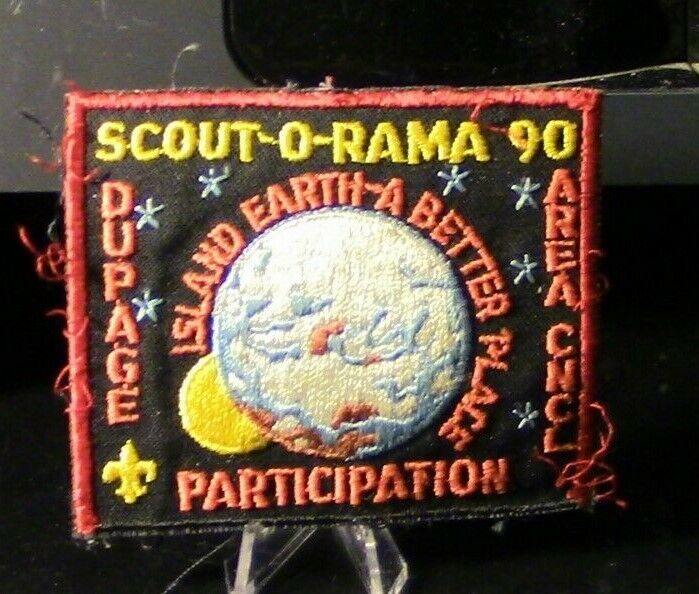 SCOUT-O-RAMA '90
DUPAGE
AREA CNCL
ISLAND EARTH-A BETTER PLACE
PARTICIPATION